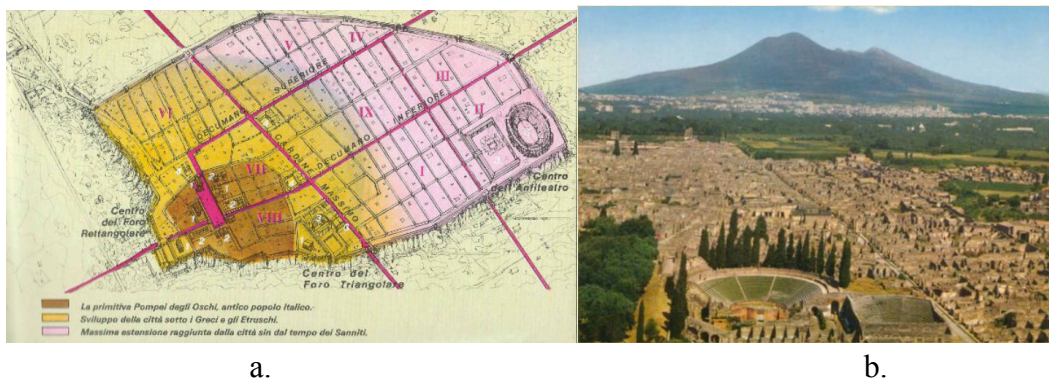 V
IV
III
VI
IX
II
DECUMANO SUPERIORE
DECUMANO INFERIORE
CARDINE MASSIMO
VII
I
VIII
Centro
dell'Anfiteatro
Centro
del Foro
Rettangolare
Centro del
Foro Triangolare
La primitiva Pompei degli Oschi, antico popolo italico.
Sviluppo della città sotto i Greci e gli Etruschi.
Massima estensione raggiunta dalla città sin dal tempo dei Sanniti.
a.
b.